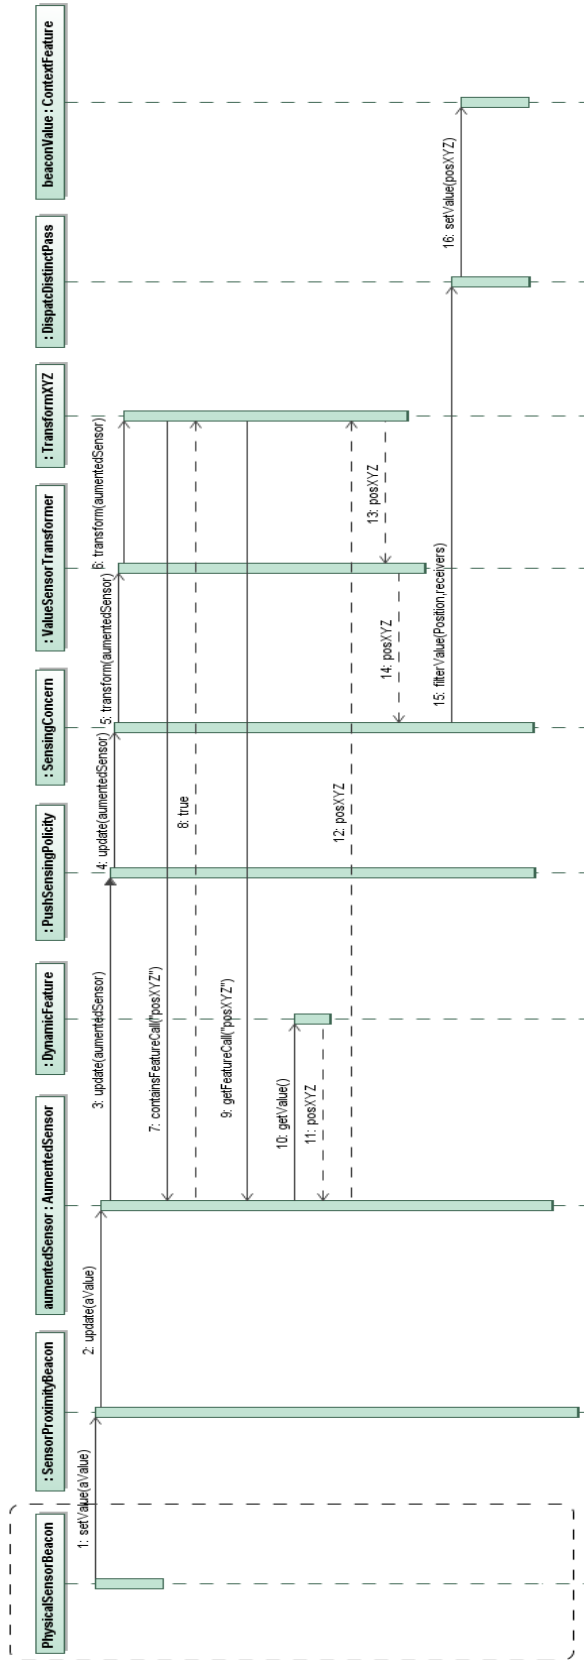 PhysicalSensorBeacon
: SensorProximityBeacon
aumentedSensor : AumentedSensor
:DynamicFeature
:PushSensingPolicity
: SensingConcern
: ValueSensorTransformer
: TransformXYZ
: DispatcDistinctPass
beaconValue : ContextFeature
1: setValue(aValue)
2: update(aValue)
3: update(aumentedSensor)
4: update(aumentedSensor)
5: transform(aumentedSensor)
6: transform(aumentedSensor)
7: containsFeatureCall("posXYZ")
8: true
9: getFeatureCall("posXYZ")
10: getValue()
11: posXYZ
12: posXYZ
13: posXYZ
14: posXYZ
15: filterValue(Position,receivers)
16: setValue(posXYZ)